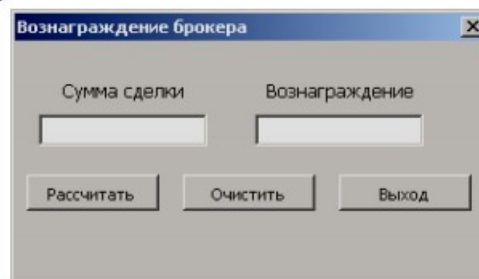 Вознаграждение брокера
Сумма сделки Вознаграждение
Рассчитать Очистить Выход